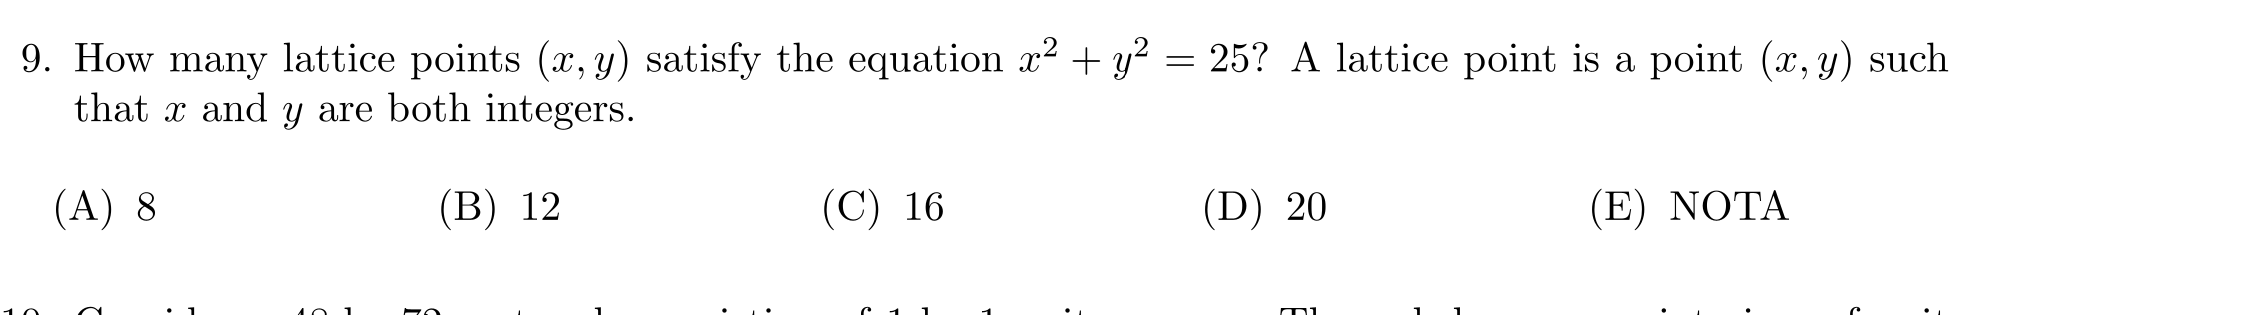 9. How many lattice points (x, y) satisfy the equation x² + y² = 25? A lattice point is a point (x, y) such
that x and y are both integers.
(A) 8 (B) 12 (C) 16 (D) 20 (E) NOTA